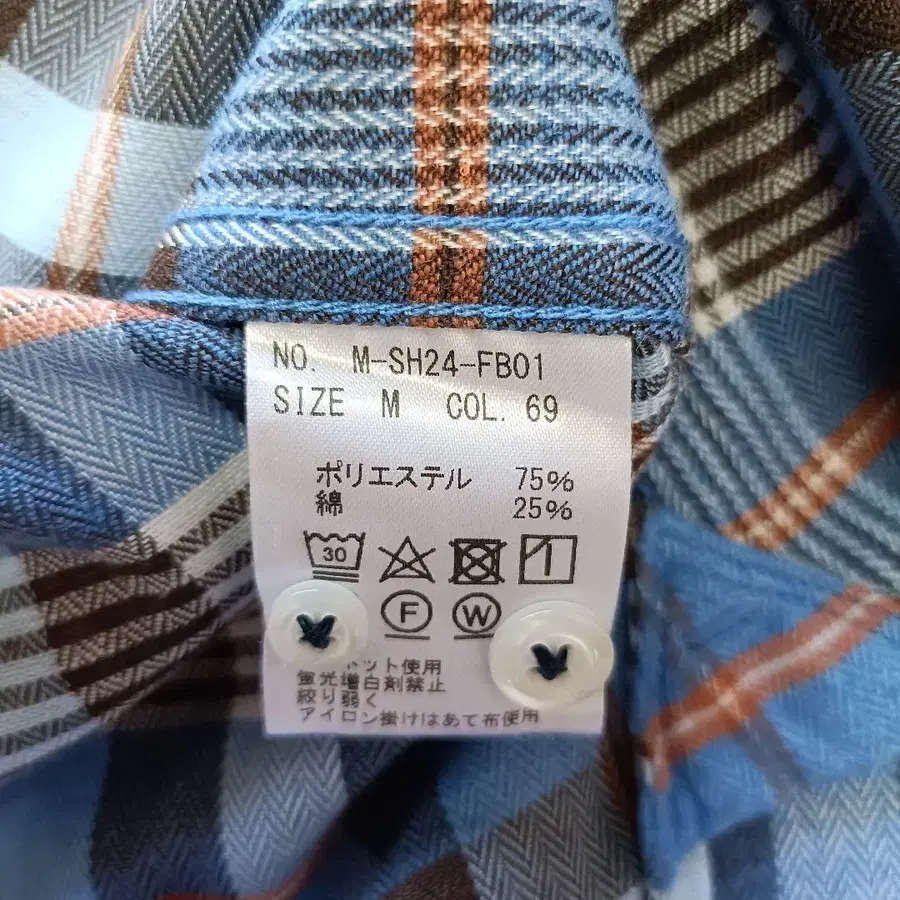 NO. M-SH24-FB01
SIZE M COL. 69
ポリエステル 75%
綿 25%
30
F W
ット使用
蛍光増白剤禁止
絞り弱く
アイロン掛けはあて布使用